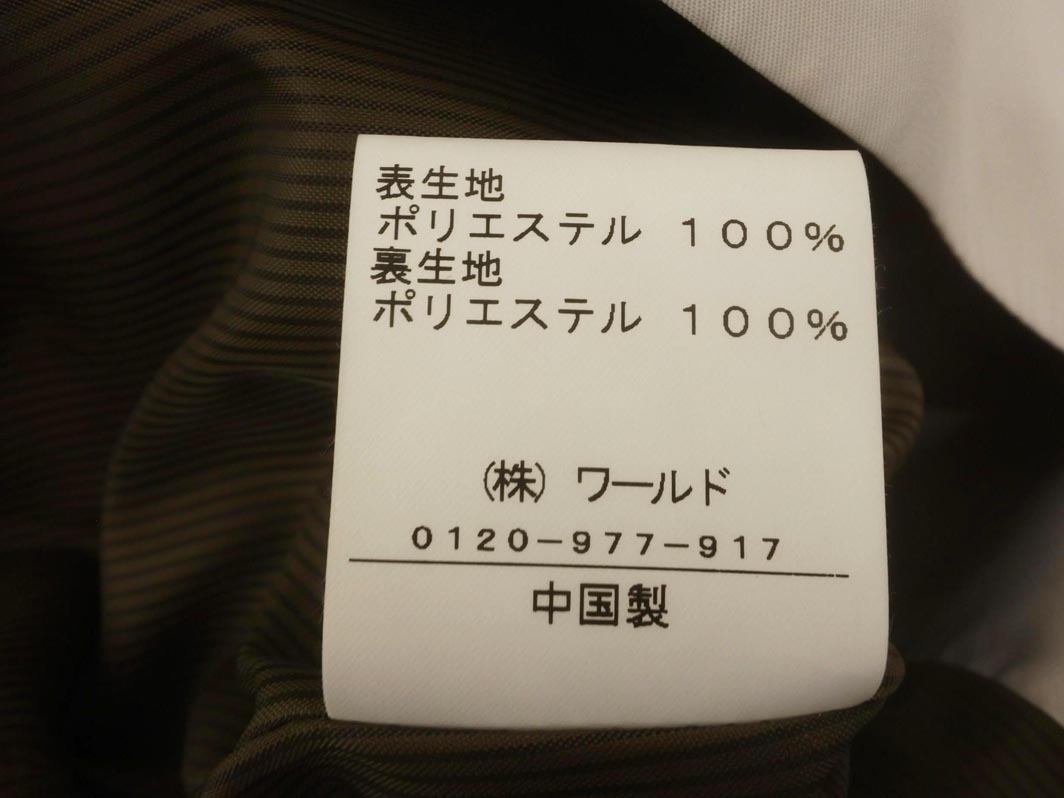 表生地
ポリエステル １００％
裏生地
ポリエステル １００％
㈱ ワールド
０１２０－９７７－９１７
中国製